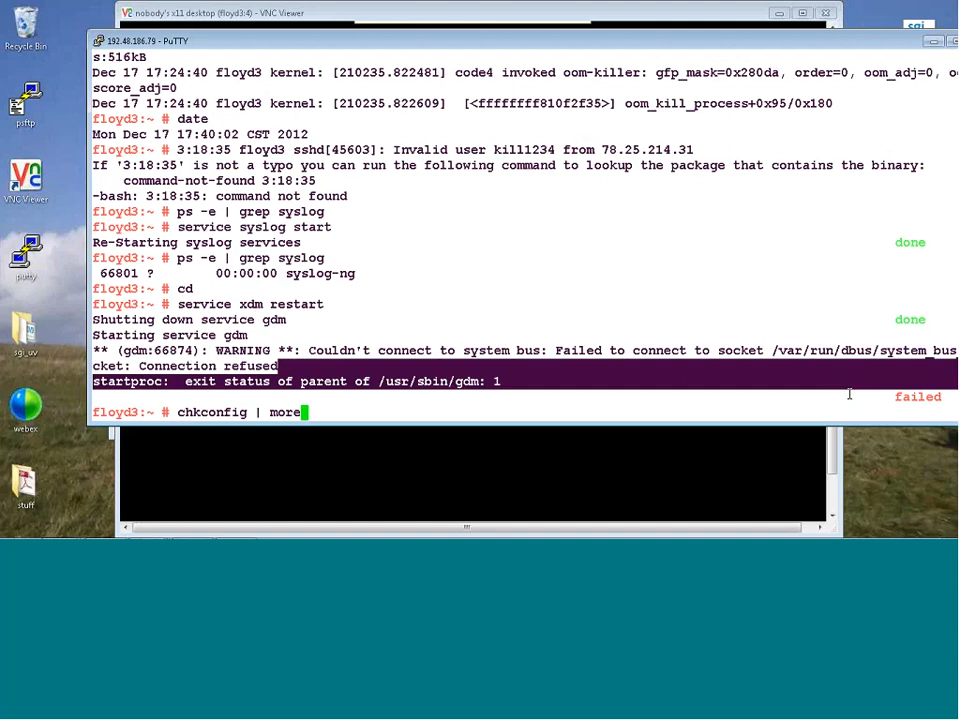 nobody's x11 desktop (floyd3:4) - VNC Viewer
Recycle Bin
sgi
192.48.186.79 - PuTTY
s:516kB
Dec 17 17:24:40 floyd3 kernel: [210235.822481] code4 invoked oom-killer: gfp_mask=0x280da, order=0, oom_adj=0, oo
score_adj=0
Dec 17 17:24:40 floyd3 kernel: [210235.822609]  [<ffffffff810f2f35>] oom_kill_process+0x95/0x180
floyd3:~ # date
Mon Dec 17 17:40:02 CST 2012
floyd3:~ # 3:18:35 floyd3 sshd[45603]: Invalid user kill1234 from 78.25.214.31
If '3:18:35' is not a typo you can run the following command to lookup the package that contains the binary:
command-not-found 3:18:35
-bash: 3:18:35: command not found
floyd3:~ # ps -e | grep syslog
floyd3:~ # service syslog start
Re-Starting syslog services done
floyd3:~ # ps -e | grep syslog
66801 ? 00:00:00 syslog-ng
floyd3:~ # cd
floyd3:~ # service xdm restart
Shutting down service gdm done
Starting service gdm
** (gdm:66874): WARNING **: Couldn't connect to system bus: Failed to connect to socket /var/run/dbus/system_bus
cket: Connection refused
startproc:  exit status of parent of /usr/sbin/gdm: 1
failed
floyd3:~ # chkconfig | more
psftp
VNC Viewer
putty
sgi_uv
webex
stuff